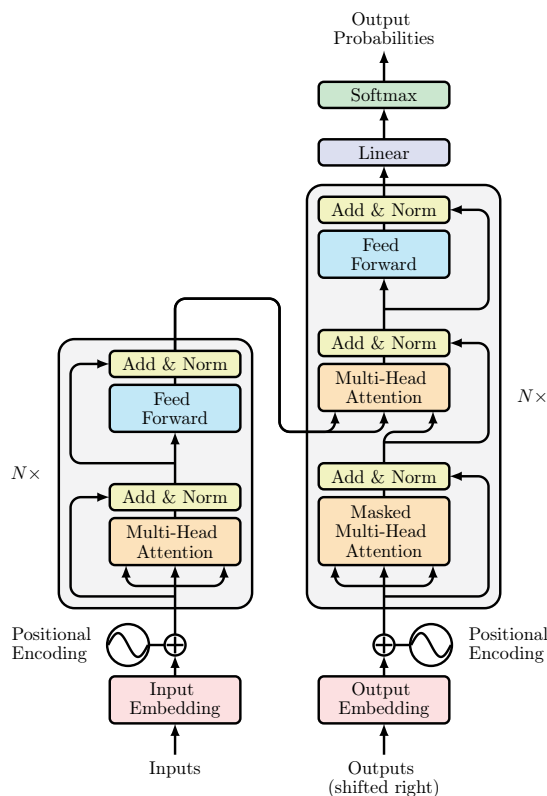 Output
Probabilities
Softmax
Linear
Add & Norm
Feed
Forward
Add & Norm
Multi-Head
Attention
N×
Add & Norm
Masked
Multi-Head
Attention
Add & Norm
Feed
Forward
N×
Add & Norm
Multi-Head
Attention
Positional
Encoding
Positional
Encoding
Input
Embedding
Output
Embedding
Inputs
Outputs
(shifted right)